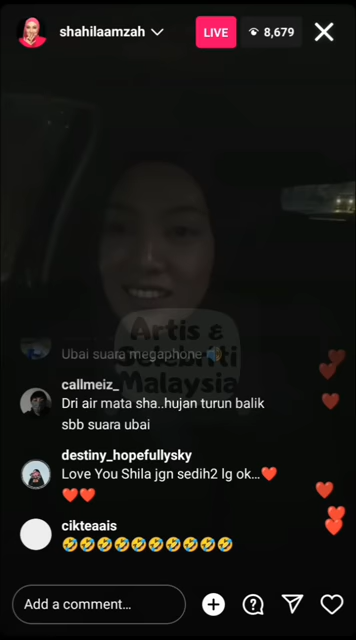 shahilaamzah
LIVE
8,679
Ubai suara megaphone 🔊
Artis &
Selebriti
Malaysia
callmeiz_
Dri air mata sha..hujan turun balik
sbb suara ubai
destiny_hopefullysky
Love You Shila jgn sedih2 lg ok...❤️
❤️❤️
cikteaais
🤣🤣🤣🤣🤣🤣🤣🤣🤣🤣
Add a comment...